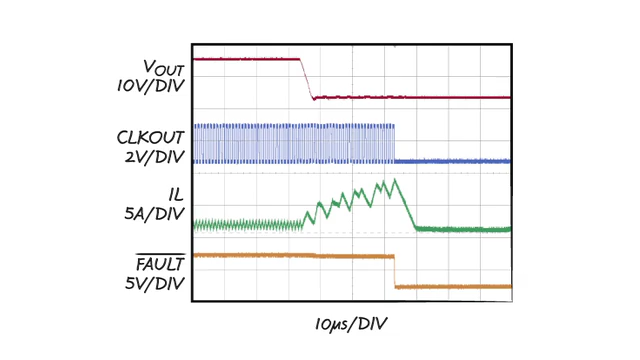 VOUT
10V/DIV
CLKOUT
2V/DIV
IL
5A/DIV
FAULT
5V/DIV
10µs/DIV